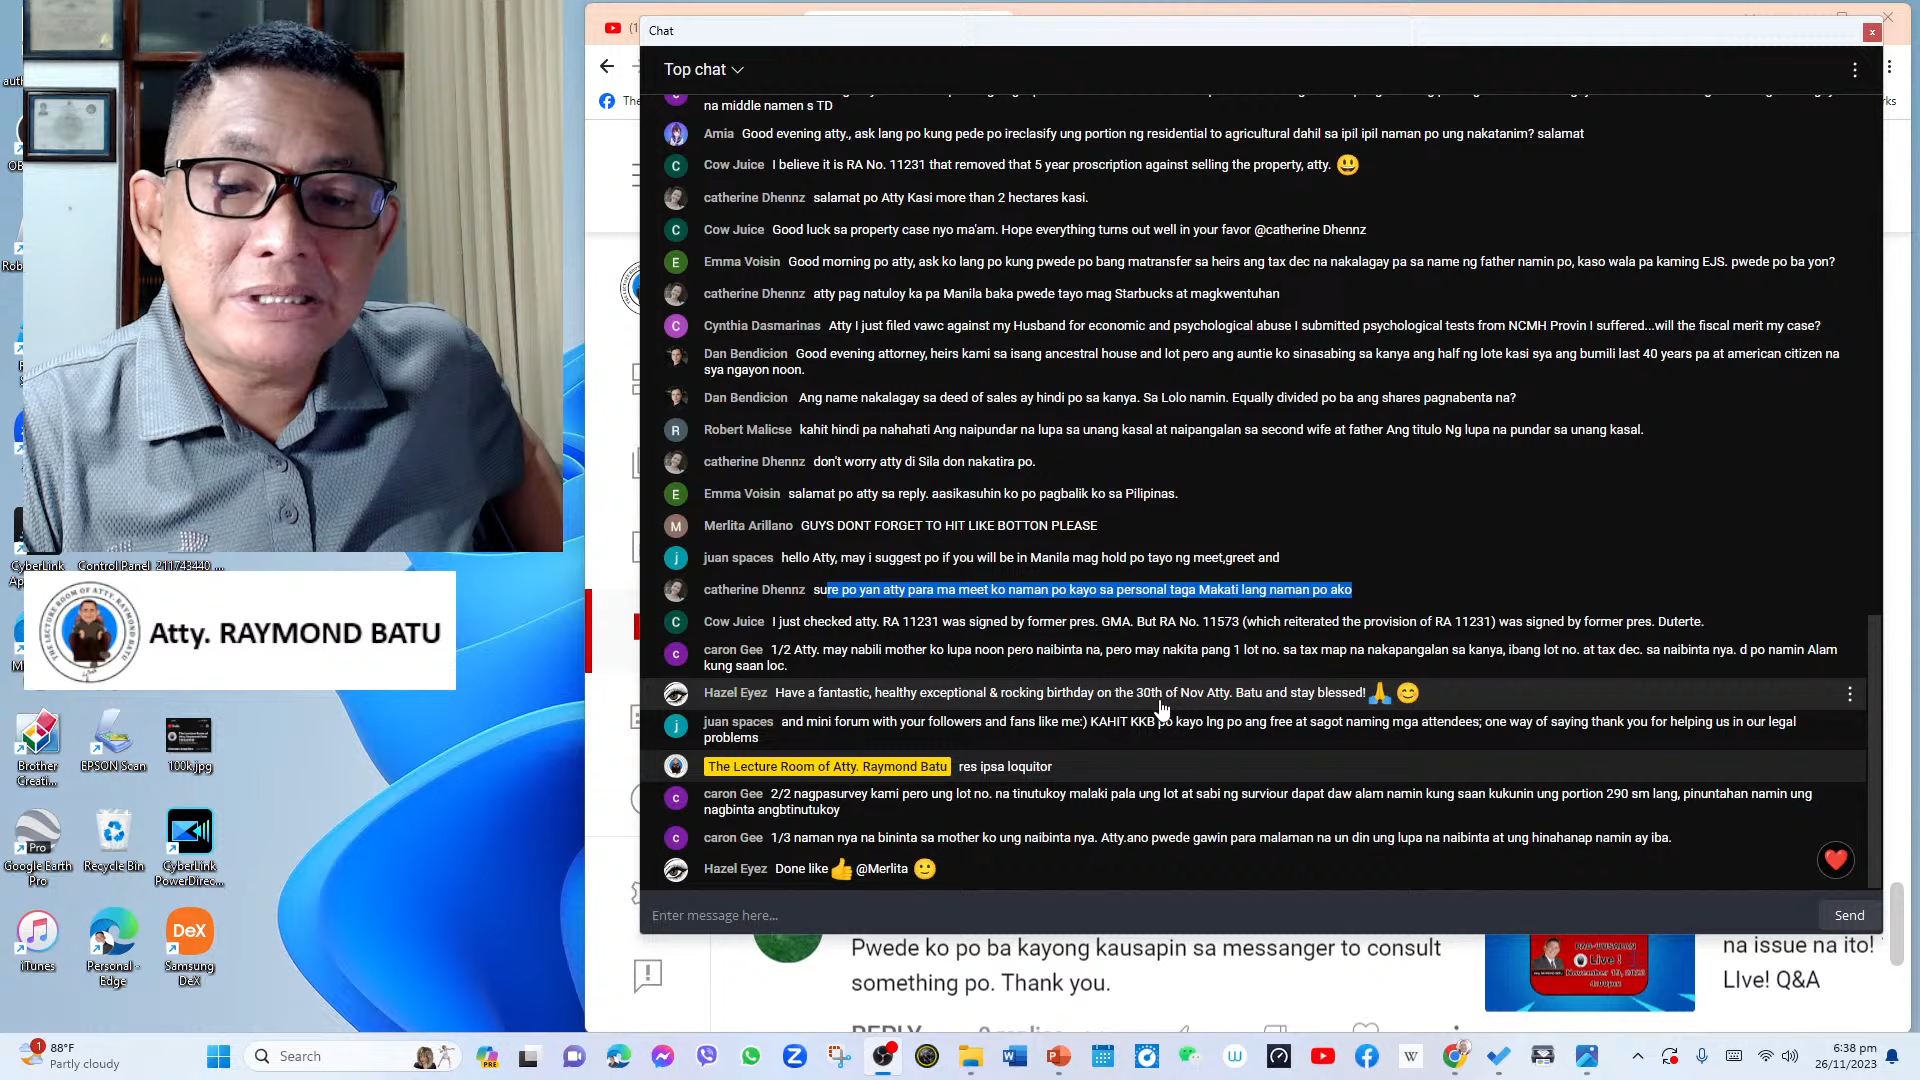 Chat
Top chat
na middle namen s TD
Amia Good evening atty., ask lang po kung pede po ireclasify ung portion ng residential to agricultural dahil sa ipil ipil naman po ung nakatanim? salamat
C Cow Juice I believe it is RA No. 11231 that removed that 5 year proscription against selling the property, atty. 😃
catherine Dhennz salamat po Atty Kasi more than 2 hectares kasi.
C Cow Juice Good luck sa property case nyo ma'am. Hope everything turns out well in your favor @catherine Dhennz
E Emma Voisin Good morning po atty, ask ko lang po kung pwede po bang matransfer sa heirs ang tax dec na nakalagay pa sa name ng father namin po, kaso wala pa kaming EJS. pwede po ba yon?
catherine Dhennz atty pag natuloy ka pa Manila baka pwede tayo mag Starbucks at magkwentuhan
C Cynthia Dasmarinas Atty I just filed vawc against my Husband for economic and psychological abuse I submitted psychological tests from NCMH Provin I suffered...will the fiscal merit my case?
Dan Bendicion Good evening attorney, heirs kami sa isang ancestral house and lot pero ang auntie ko sinasabing sa kanya ang half ng lote kasi sya ang bumili last 40 years pa at american citizen na
sya ngayon noon.
Dan Bendicion Ang name nakalagay sa deed of sales ay hindi po sa kanya. Sa Lolo namin. Equally divided po ba ang shares pagnabenta na?
R Robert Malicse kahit hindi pa nahahati Ang naipundar na lupa sa unang kasal at naipangalan sa second wife at father Ang titulo Ng lupa na pundar sa unang kasal.
catherine Dhennz don't worry atty di Sila don nakatira po.
E Emma Voisin salamat po atty sa reply. aasikasuhin ko po pagbalik ko sa Pilipinas.
M Merlita Arillano GUYS DONT FORGET TO HIT LIKE BOTTON PLEASE
j juan spaces hello Atty, may i suggest po if you will be in Manila mag hold po tayo ng meet,greet and
catherine Dhennz sure po yan atty para ma meet ko naman po kayo sa personal taga Makati lang naman po ako
C Cow Juice I just checked atty. RA 11231 was signed by former pres. GMA. But RA No. 11573 (which reiterated the provision of RA 11231) was signed by former pres. Duterte.
c caron Gee 1/2 Atty. may nabili mother ko lupa noon pero naibinta na, pero may nakita pang 1 lot no. sa tax map na nakapangalan sa kanya, ibang lot no. at tax dec. sa naibinta nya. d po namin Alam
kung saan loc.
Hazel Eyez Have a fantastic, healthy exceptional & rocking birthday on the 30th of Nov Atty. Batu and stay blessed! 🙏 😊
j juan spaces and mini forum with your followers and fans like me:) KAHIT KKB po kayo lng po ang free at sagot naming mga attendees; one way of saying thank you for helping us in our legal
problems
The Lecture Room of Atty. Raymond Batu res ipsa loquitor
c caron Gee 2/2 nagpasurvey kami pero ung lot no. na tinutukoy malaki pala ung lot at sabi ng surviour dapat daw alam namin kung saan kukunin ung portion 290 sm lang, pinuntahan namin ung
nagbinta angbtinutukoy
c caron Gee 1/3 naman nya na bininta sa mother ko ung naibinta nya. Atty.ano pwede gawin para malaman na un din ung lupa na naibinta at ung hinahanap namin ay iba.
Hazel Eyez Done like 👍 @Merlita 🙂
Enter message here...
Send
Pwede ko po ba kayong kausapin sa messanger to consult
something po. Thank you.
na issue na ito!
LIve! Q&A
Live !
November 19, 2023
Atty. RAYMOND BATU
Control Panel
211743440_...
Brother
Creati...
EPSON Scan
100k.jpg
Google Earth
Pro
Recycle Bin
CyberLink
PowerDirec...
iTunes
Personal -
Edge
DeX
Samsung
DeX
88°F
Partly cloudy
Search
6:38 pm
26/11/2023